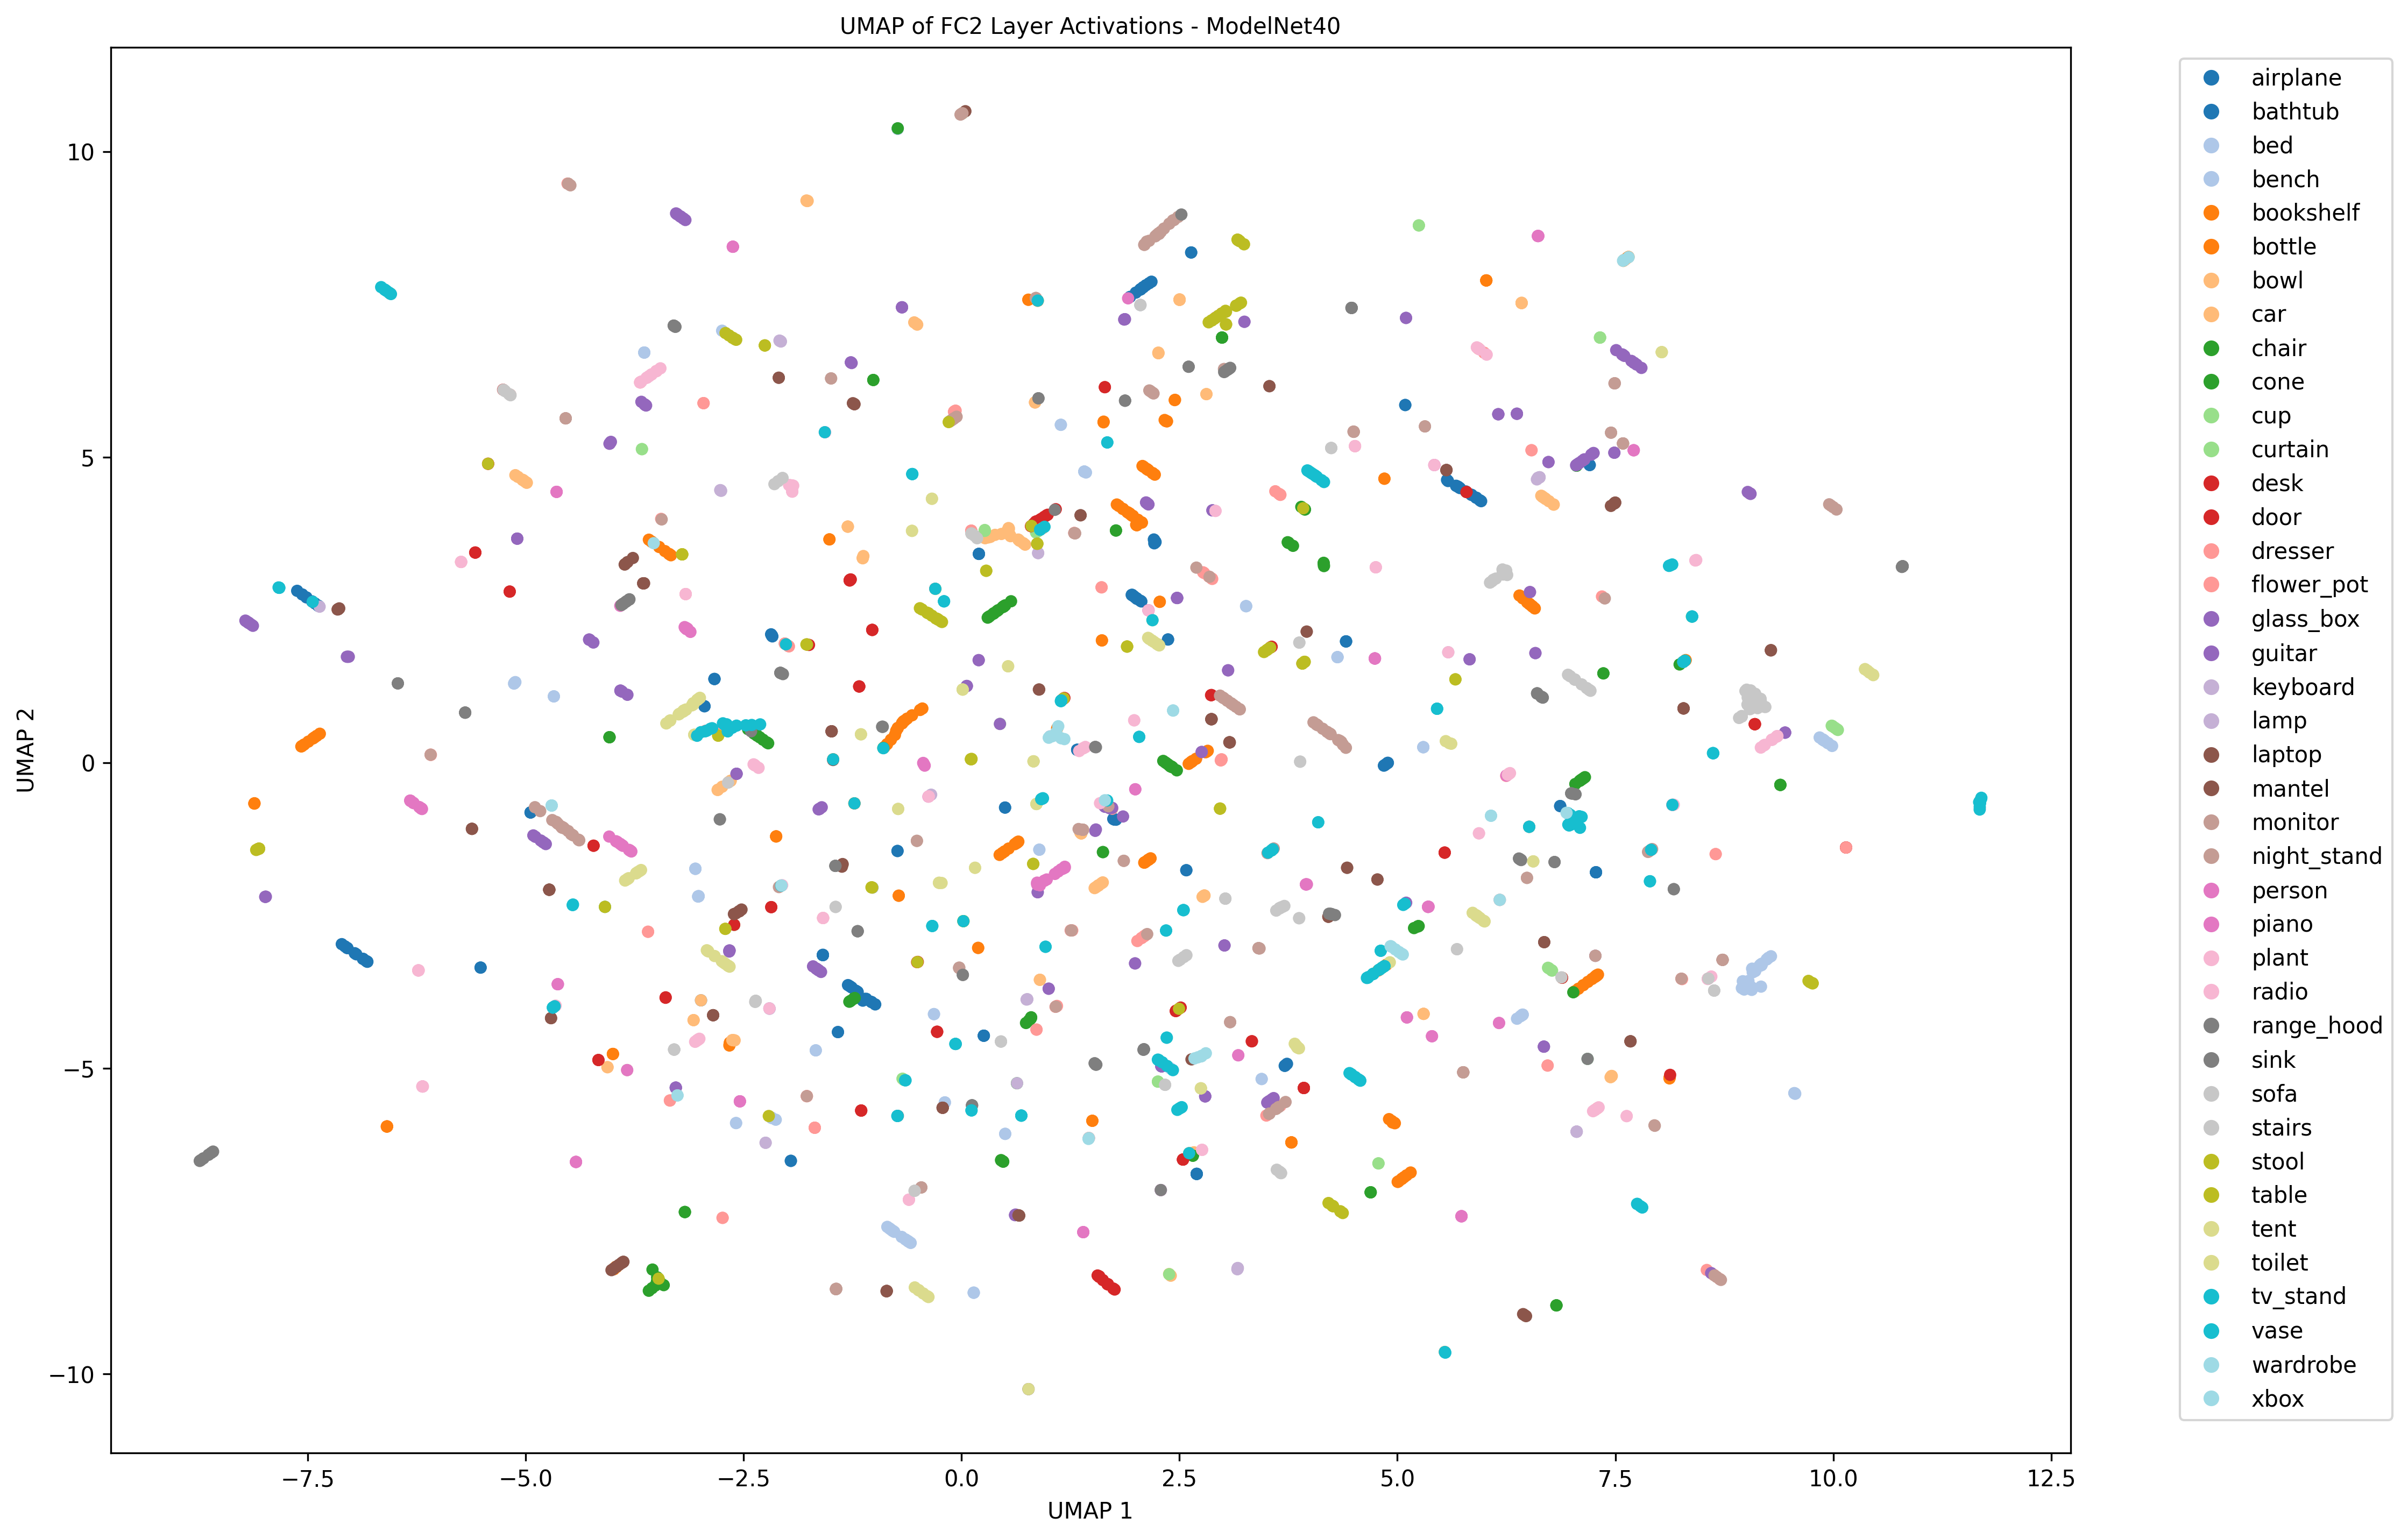 UMAP of FC2 Layer Activations - ModelNet40
UMAP 2
10
5
0
−5
−10
−7.5
−5.0
−2.5
0.0
2.5
5.0
7.5
10.0
12.5
UMAP 1
airplane
bathtub
bed
bench
bookshelf
bottle
bowl
car
chair
cone
cup
curtain
desk
door
dresser
flower_pot
glass_box
guitar
keyboard
lamp
laptop
mantel
monitor
night_stand
person
piano
plant
radio
range_hood
sink
sofa
stairs
stool
table
tent
toilet
tv_stand
vase
wardrobe
xbox